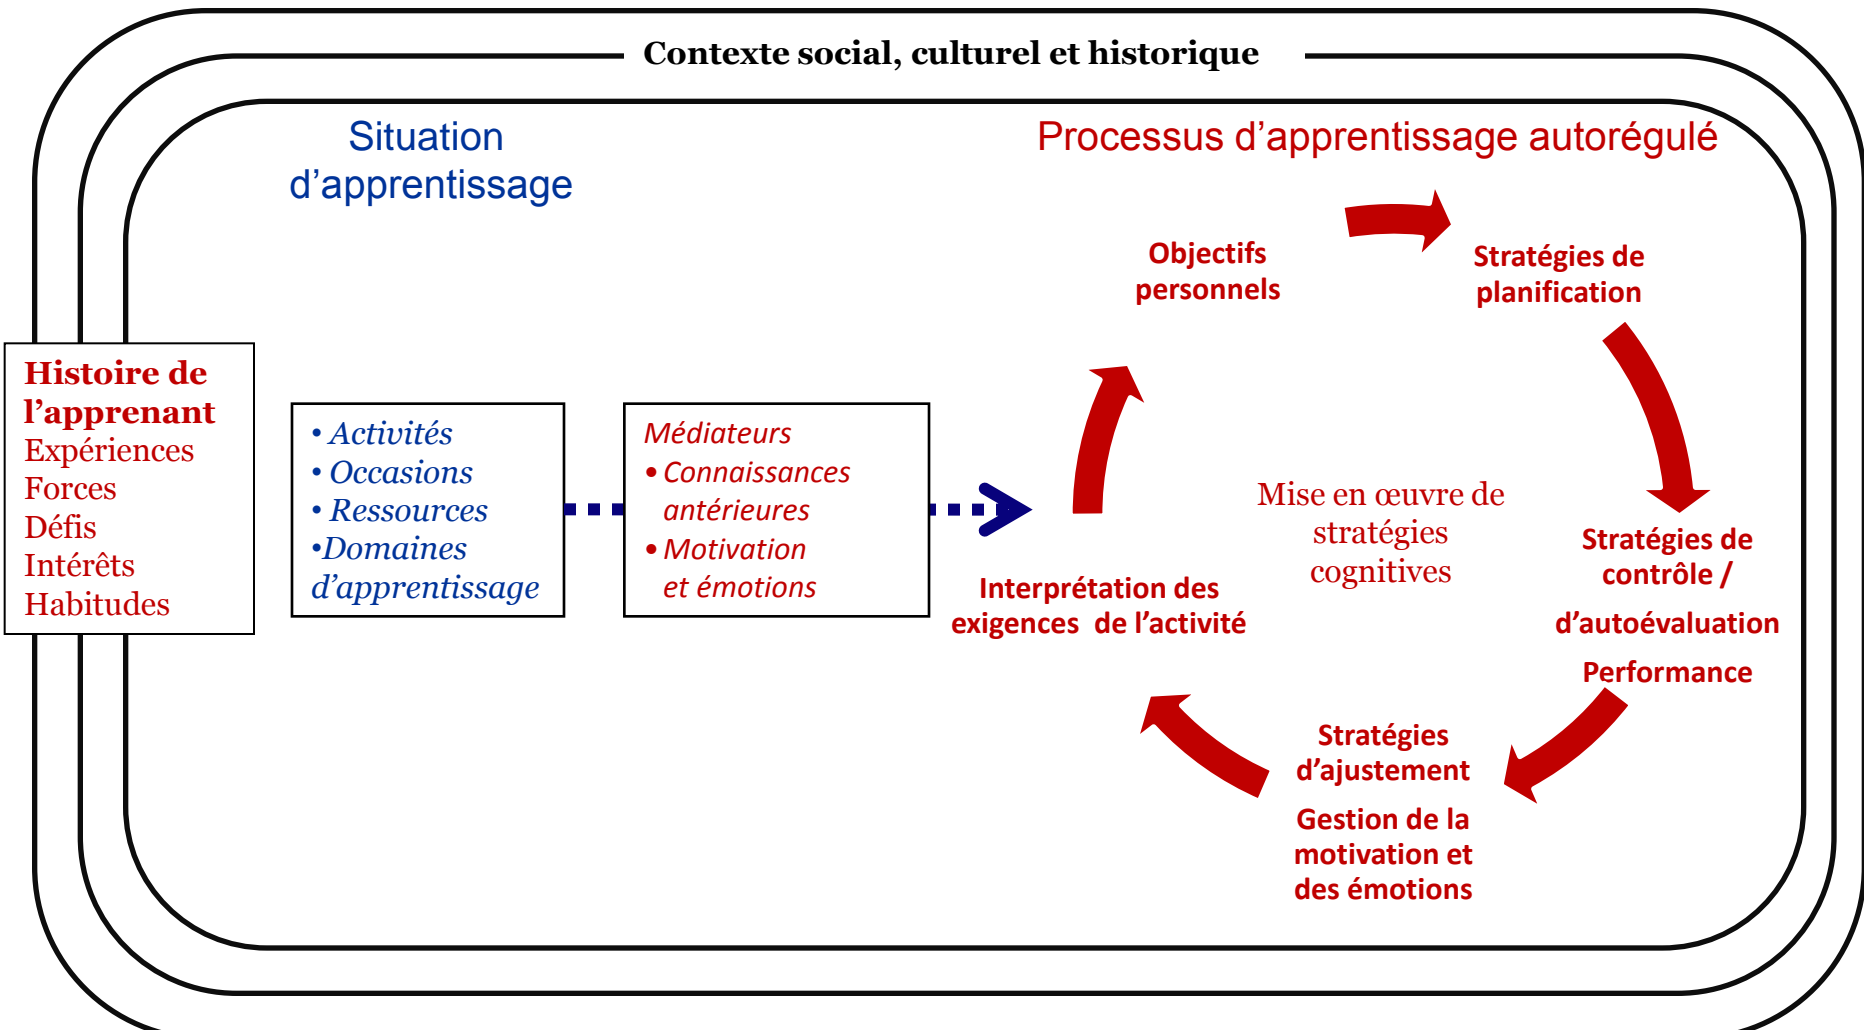 Contexte social, culturel et historique
Situation
d’apprentissage
Processus d’apprentissage autorégulé
Histoire de
l’apprenant
Expériences
Forces
Défis
Intérêts
Habitudes
• Activités
• Occasions
• Ressources
•Domaines
d’apprentissage
Médiateurs
• Connaissances
antérieures
• Motivation
et émotions
Objectifs
personnels
Stratégies de
planification
Mise en œuvre de
stratégies
cognitives
Stratégies de
contrôle /
d’autoévaluation
Performance
Stratégies
d’ajustement
Gestion de la
motivation et
des émotions
Interprétation des
exigences  de l’activité